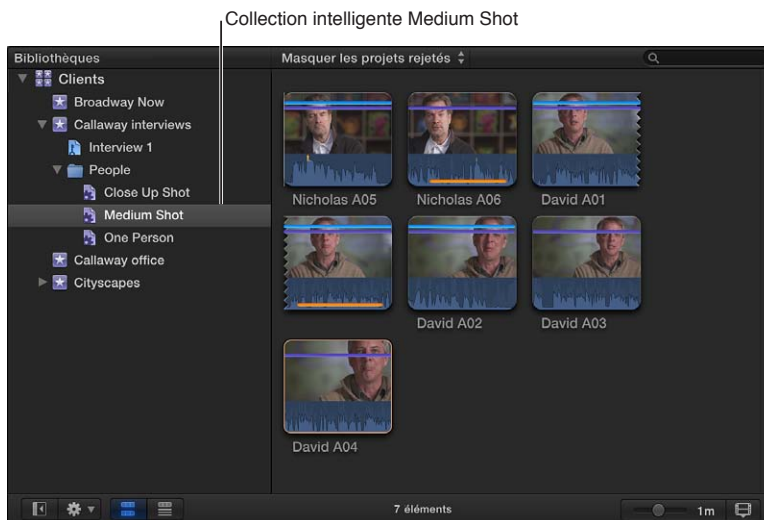 Collection intelligente Medium Shot
Bibliothèques
Masquer les projets rejetés
Clients
Broadway Now
Callaway interviews
Interview 1
People
Close Up Shot
Medium Shot
One Person
Callaway office
Cityscapes
Nicholas A05
Nicholas A06
David A01
David A02
David A03
David A04
7 éléments
1m